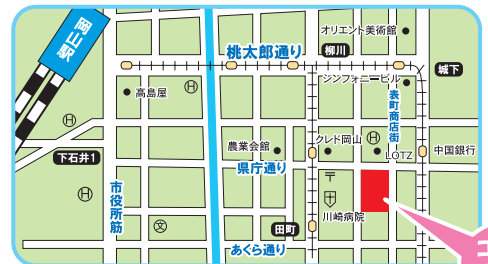 オリエント美術館
岡山駅
桃太郎通り
柳川
城下
シンフォニービル
高島屋
H
表町商店街
H
農業会館
クレド岡山
H
中国銀行
下石井1
県庁通り
LOTZ
H
市役所筋
〒
川崎病院
文
田町
あくら通り